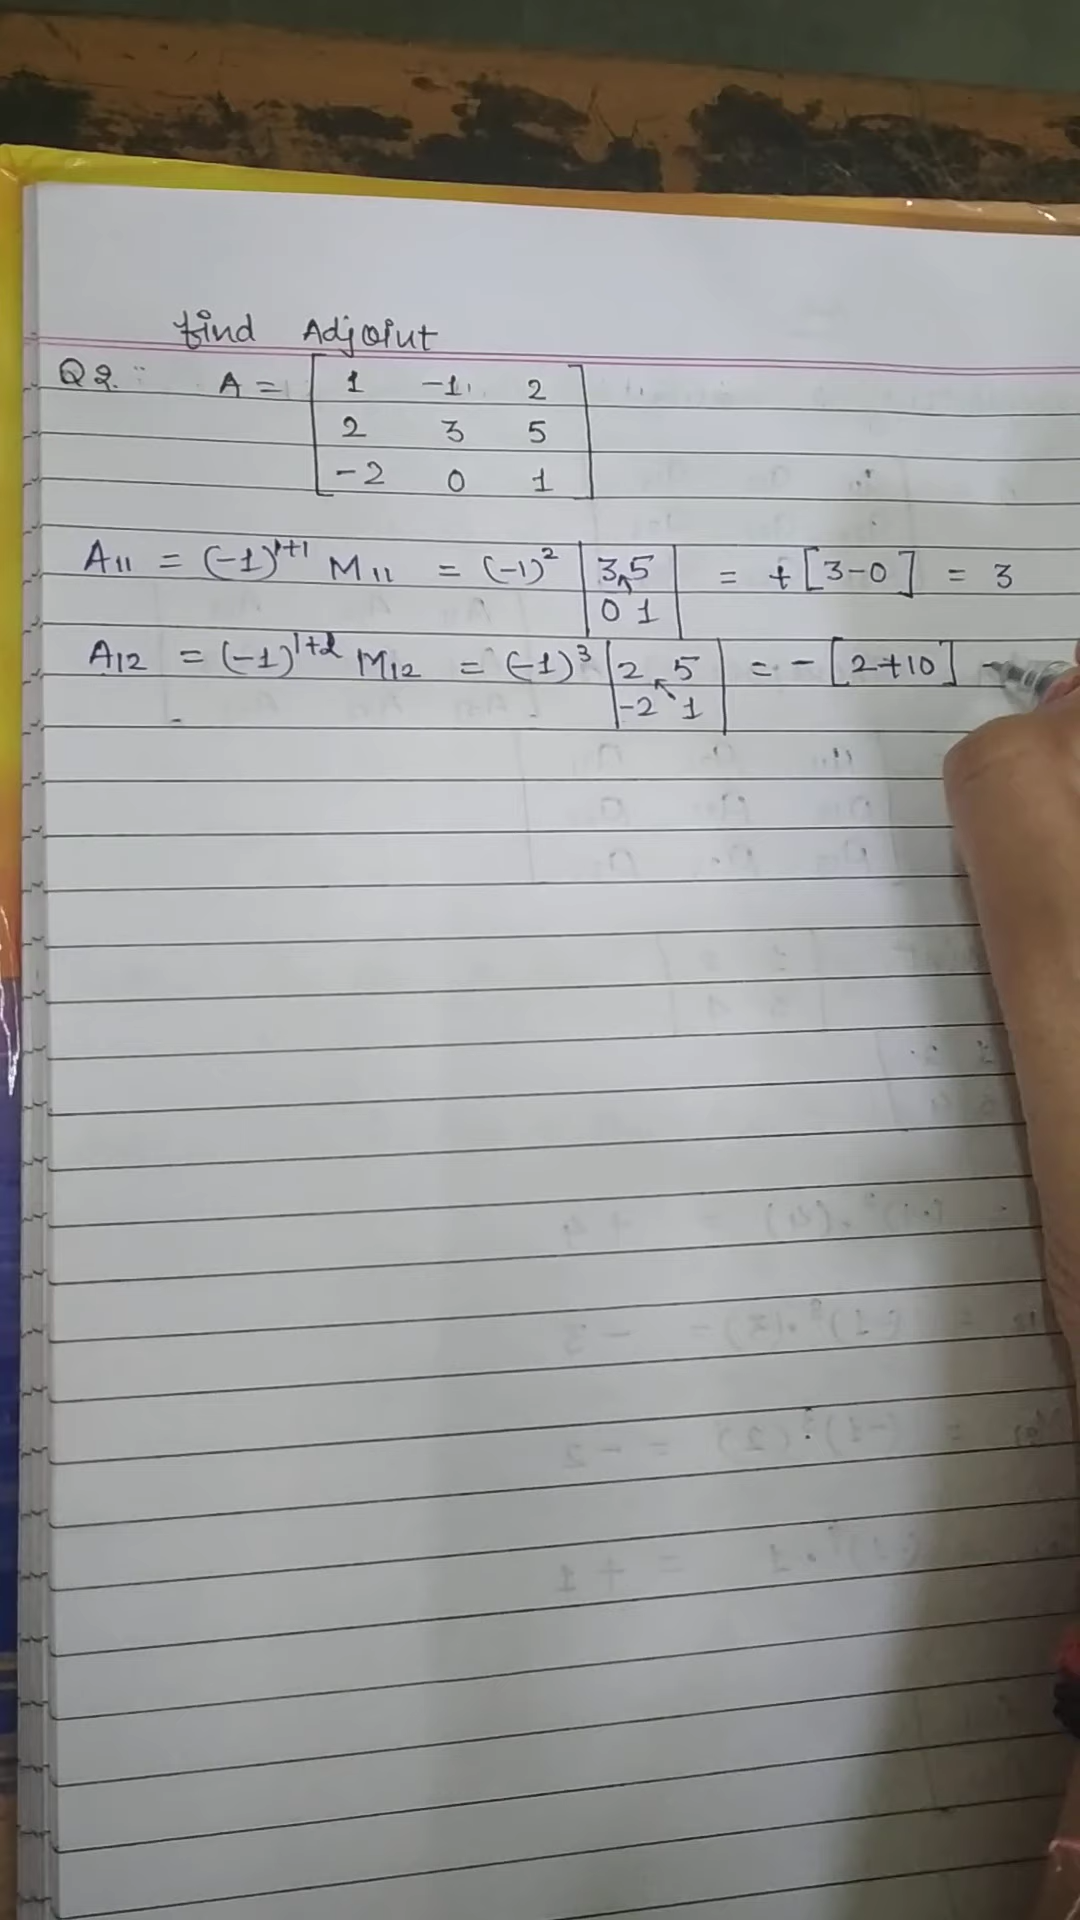 find Adjoint
Q2. A = [ 1 -1 2
2 3 5
-2 0 1 ]
A11 = (-1)^1+1 M11 = (-1)^2 | 3 5 | = +[3-0] = 3
0 1
A12 = (-1)^1+2 M12 = (-1)^3 | 2 5 | = -[2+10]
-2 1